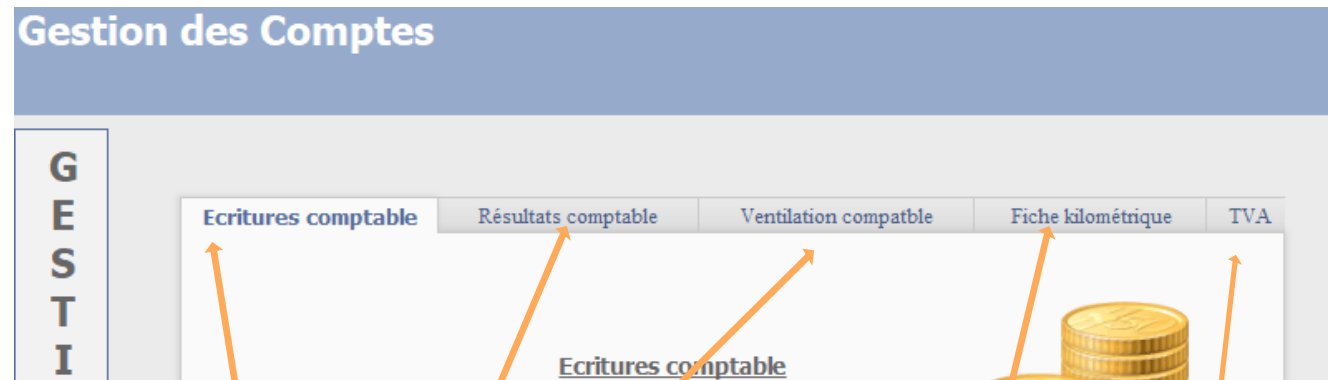 Gestion des Comptes
G
E
S
T
I
Ecritures comptable Résultats comptable Ventilation compatble Fiche kilométrique TVA
Ecritures comptable